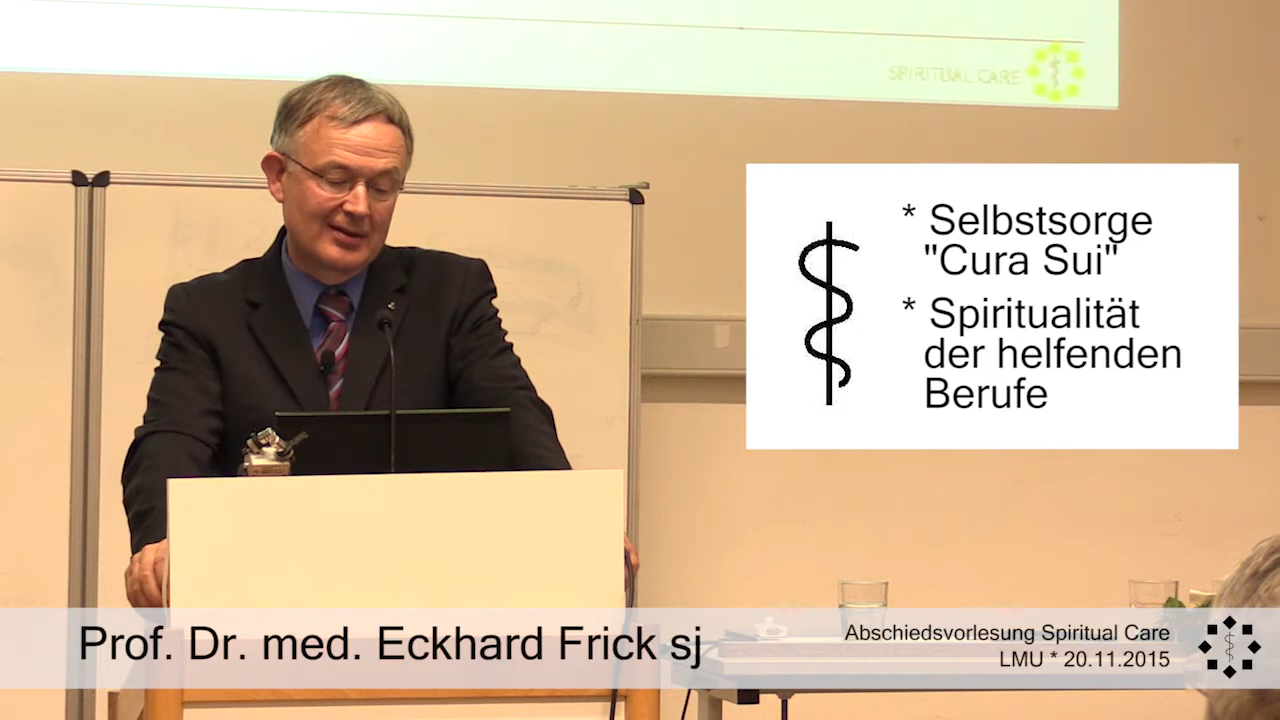 SPIRITUAL CARE
* Selbstsorge
"Cura Sui"
* Spiritualität
der helfenden
Berufe
Prof. Dr. med. Eckhard Frick sj
Abschiedsvorlesung Spiritual Care
LMU * 20.11.2015